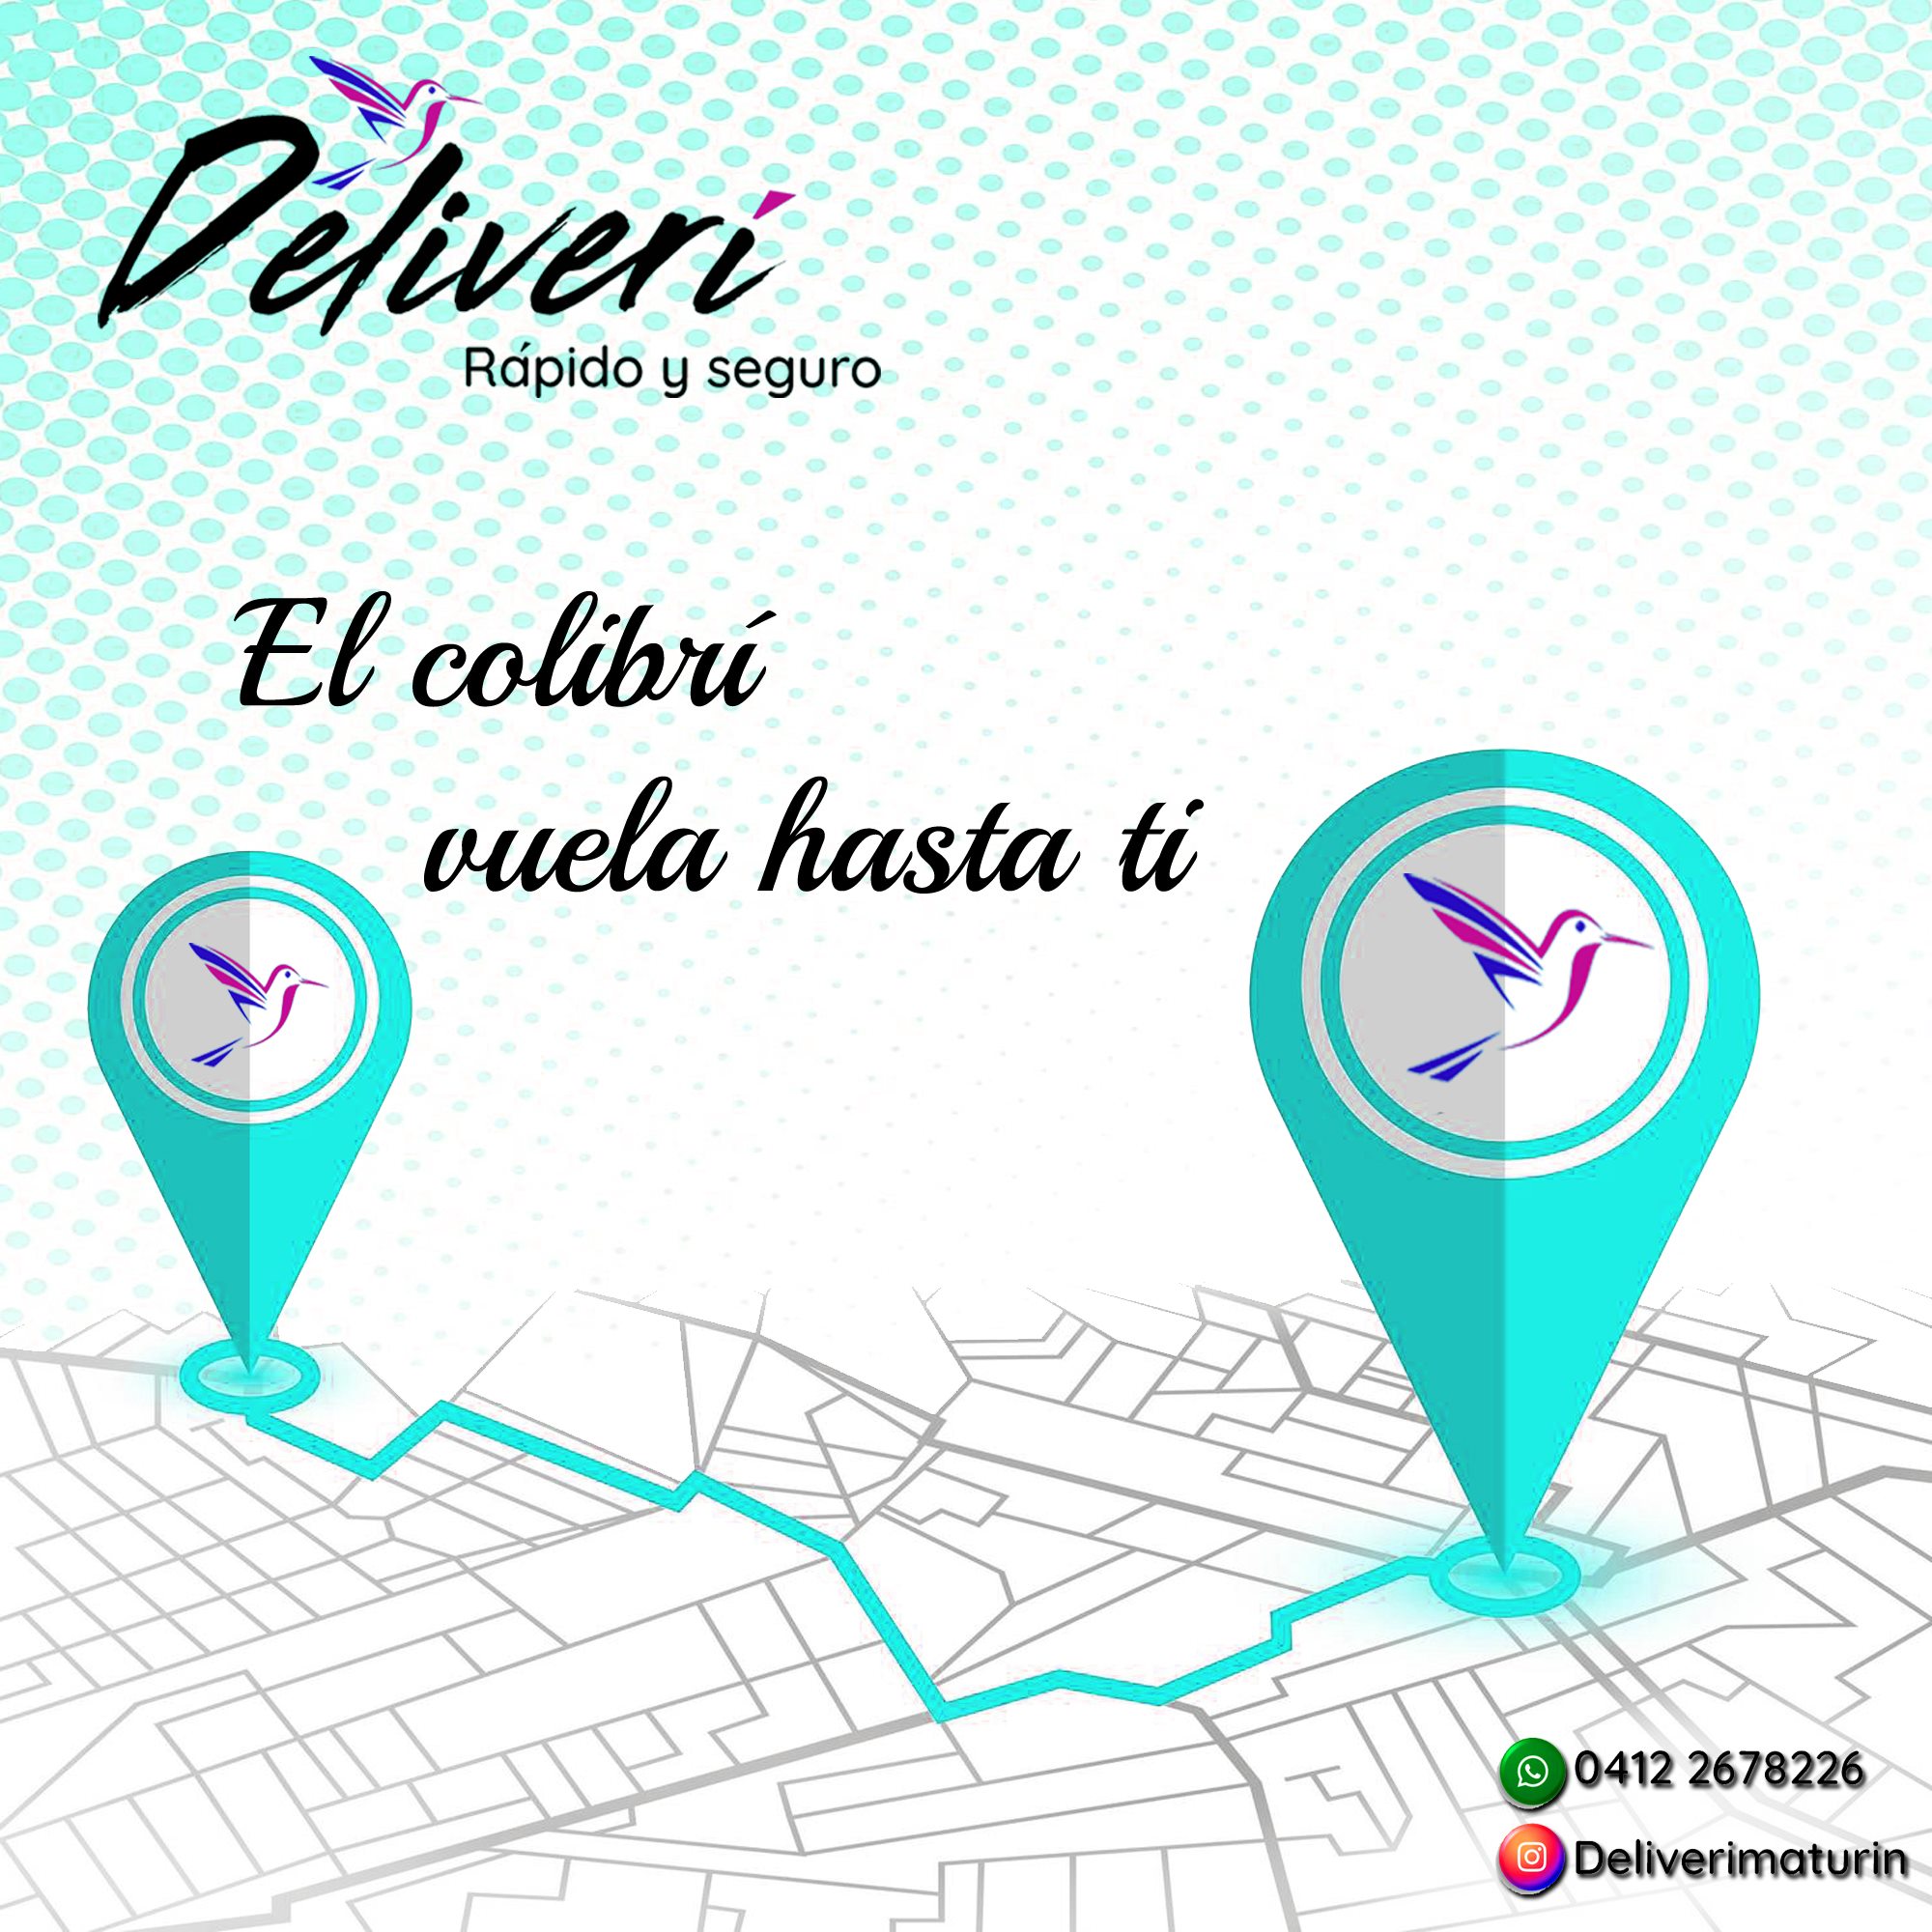 Deliverí
Rápido y seguro
El colibrí
vuela hasta ti
0412 2678226
Deliverimaturin